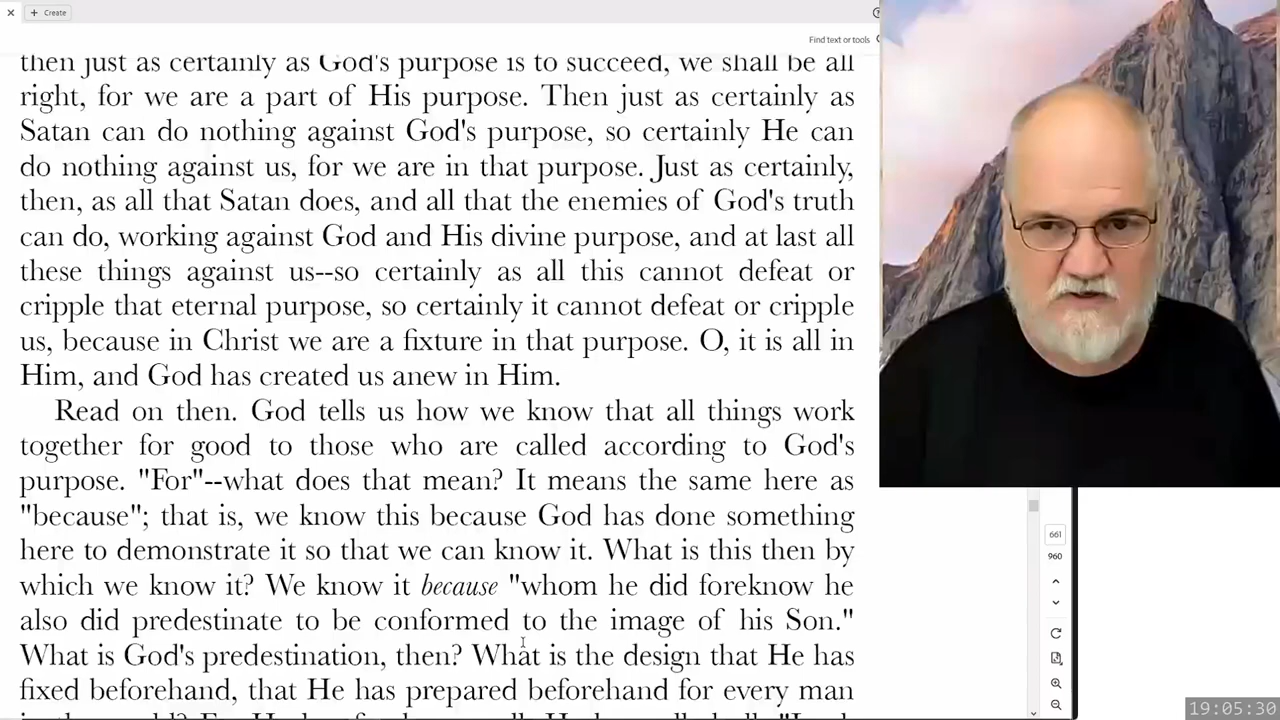 Create
Find text or tools
then just as certainly as God's purpose is to succeed, we shall be all
right, for we are a part of His purpose. Then just as certainly as
Satan can do nothing against God's purpose, so certainly He can
do nothing against us, for we are in that purpose. Just as certainly,
then, as all that Satan does, and all that the enemies of God's truth
can do, working against God and His divine purpose, and at last all
these things against us--so certainly as all this cannot defeat or
cripple that eternal purpose, so certainly it cannot defeat or cripple
us, because in Christ we are a fixture in that purpose. O, it is all in
Him, and God has created us anew in Him.
Read on then. God tells us how we know that all things work
together for good to those who are called according to God's
purpose. "For"--what does that mean? It means the same here as
"because"; that is, we know this because God has done something
here to demonstrate it so that we can know it. What is this then by
which we know it? We know it because "whom he did foreknow he
also did predestinate to be conformed to the image of his Son."
What is God's predestination, then? What is the design that He has
fixed beforehand, that He has prepared beforehand for every man
661
960
19:05:30